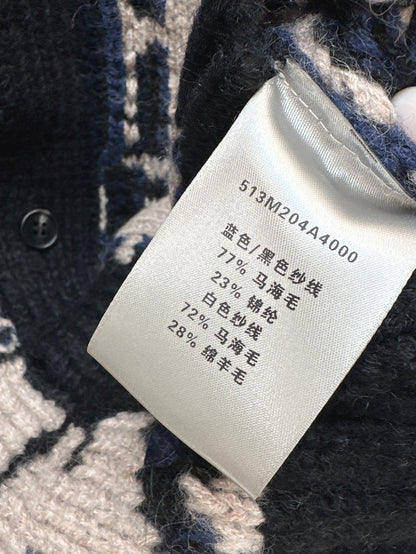 513M204A4000
蓝色/黑色纱线
77% 马海毛
23% 锦纶
白色纱线
72% 马海毛
28% 绵羊毛